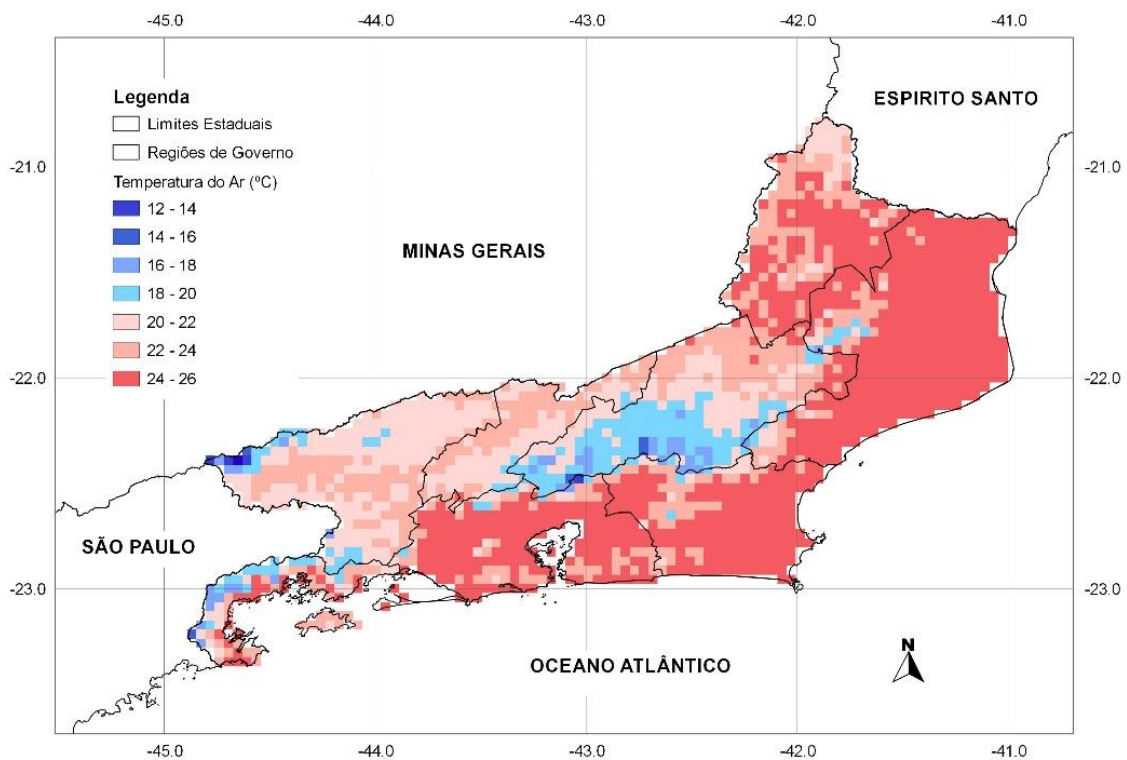 -45.0 -44.0 -43.0 -42.0 -41.0
ESPIRITO SANTO
Legenda
Limites Estaduais
Regiões de Governo
Temperatura do Ar (ºC)
12 - 14
14 - 16
16 - 18
18 - 20
20 - 22
22 - 24
24 - 26
-21.0 -21.0
MINAS GERAIS
-22.0 -22.0
SÃO PAULO
-23.0 -23.0
OCEANO ATLÂNTICO
N
-45.0 -44.0 -43.0 -42.0 -41.0